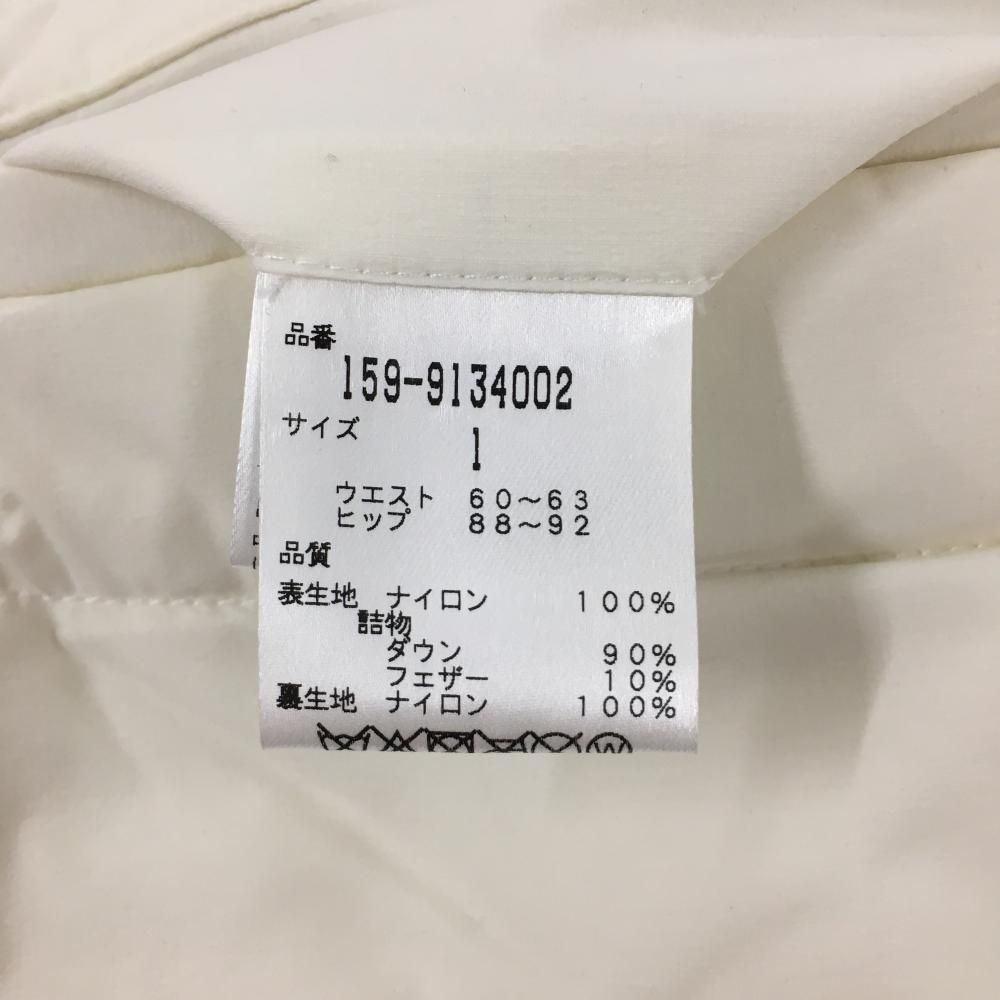 品番
159-9134002
サイズ
1
ウエスト 60～63
ヒップ 88～92
品質
表生地 ナイロン 100%
詰物
ダウン 90%
フェザー 10%
裏生地 ナイロン 100%
W